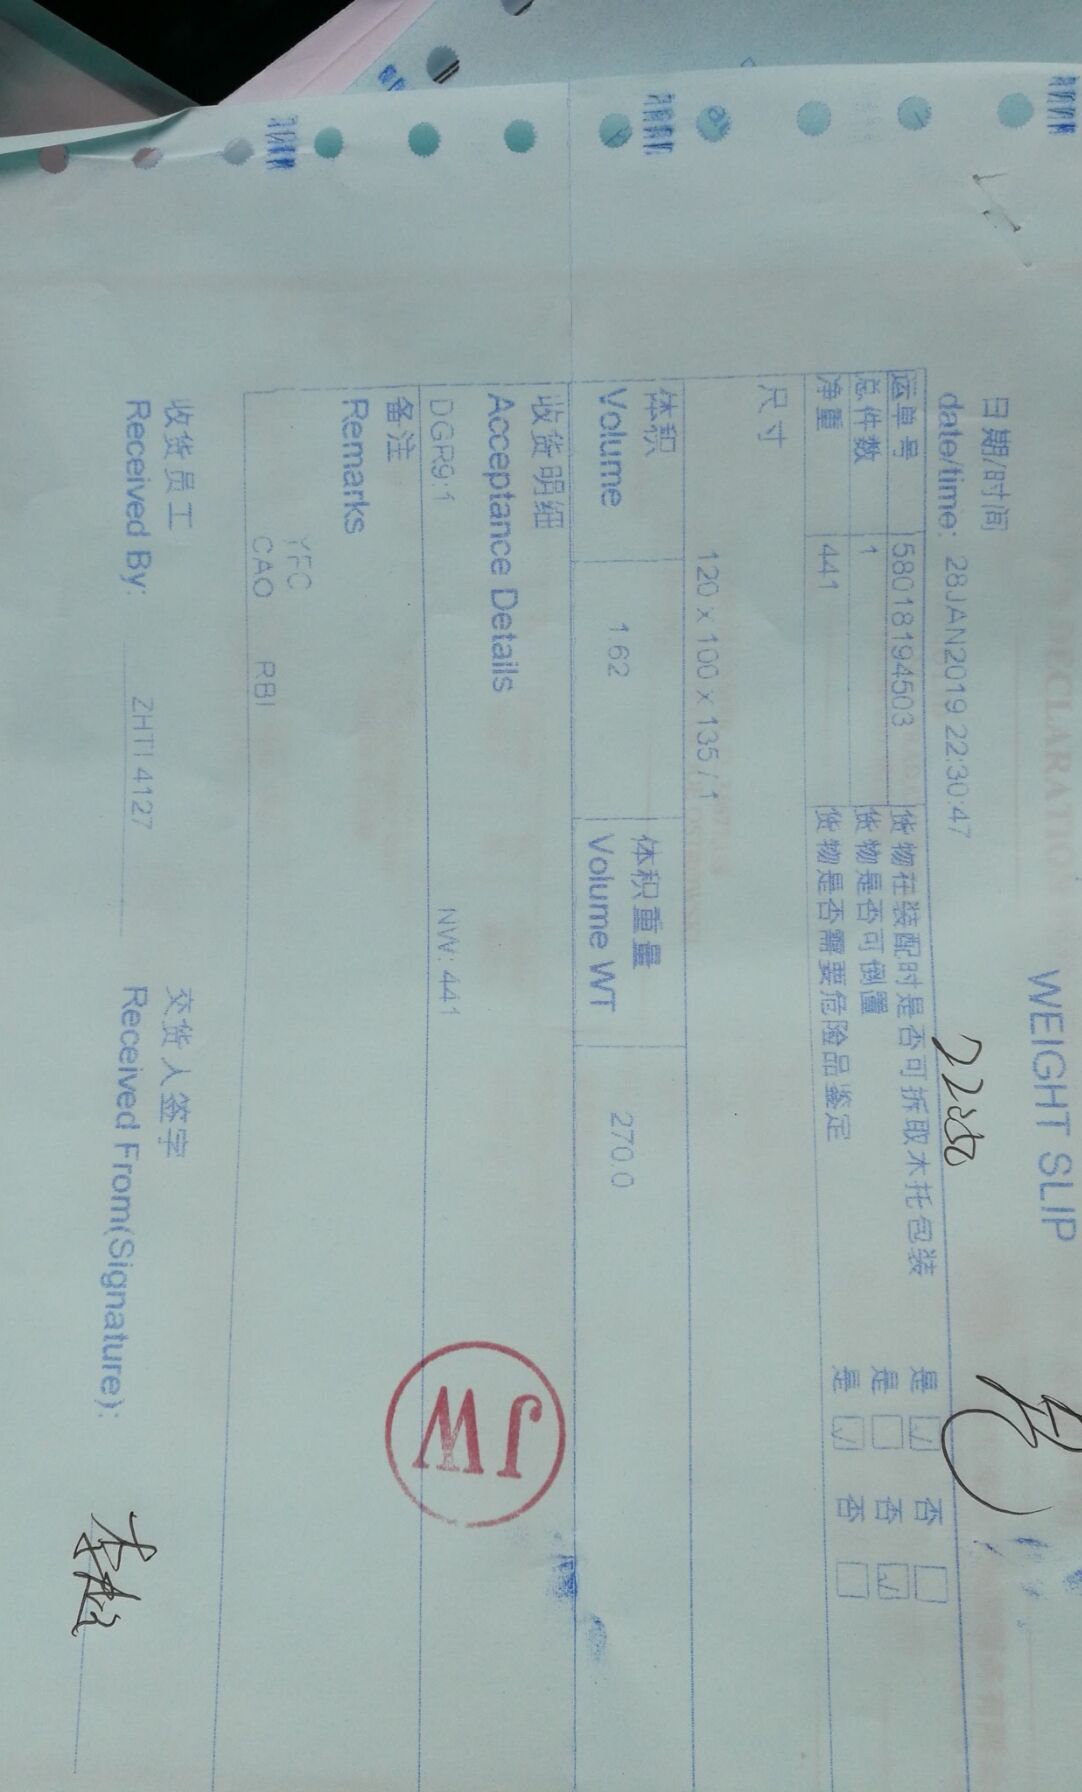 WEIGHT SLIP
日期/时间
date/time: 28JAN2019 22:30:47
运单号 58018194503 货物在装配时是否可拆取木托包装 是 否
总件数 1 货物是否可倒置 是 否
净重 441 货物是否需要危险品鉴定 是 否
尺寸
120 x 100 x 135 / 1
体积 体积重量
Volume 1.62 Volume WT 270.0
收货明细
Acceptance Details
DGR9:1 NW: 441
备注
Remarks
YFC
CAO RBI
收货员工 交货人签字
Received By: ZHTI 4127 Received From(Signature):
JW